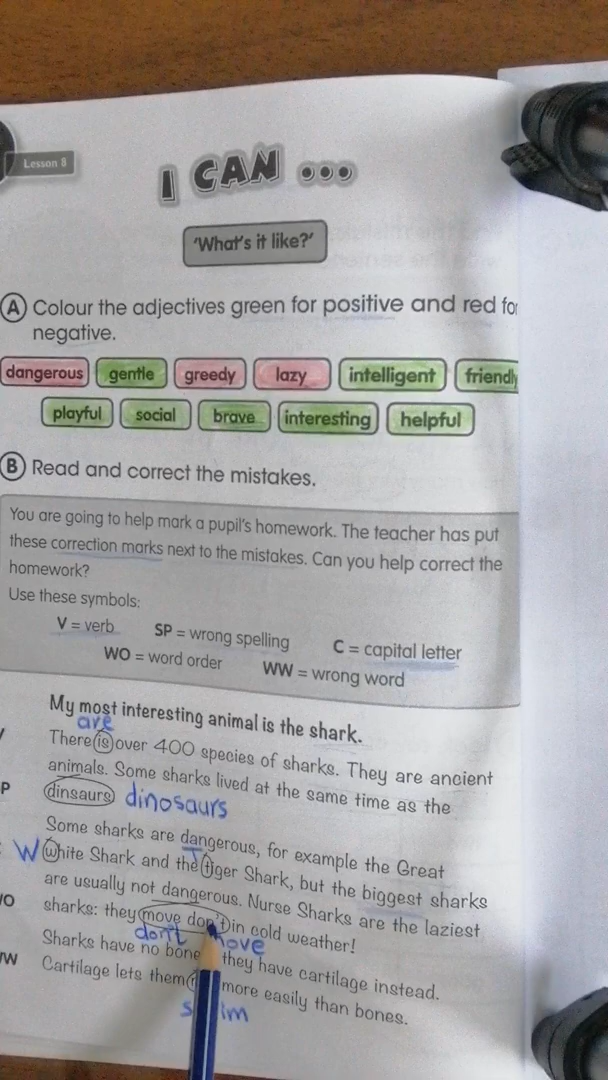 Lesson 8
I CAN ...
'What's it like?'
A Colour the adjectives green for positive and red for
negative.
dangerous gentle greedy lazy intelligent friendly
playful social brave interesting helpful
B Read and correct the mistakes.
You are going to help mark a pupil's homework. The teacher has put
these correction marks next to the mistakes. Can you help correct the
homework?
Use these symbols:
V = verb SP = wrong spelling C = capital letter
WO = word order WW = wrong word
My most interesting animal is the shark.
are
There is over 400 species of sharks. They are ancient
animals. Some sharks lived at the same time as the
P dinsaurs dinosaurs
Some sharks are dangerous, for example the Great
W white Shark and the T tiger Shark, but the biggest sharks
are usually not dangerous. Nurse Sharks are the laziest
O sharks: they move don't in cold weather!
don't move
Sharks have no bone they have cartilage instead.
W Cartilage lets them more easily than bones.